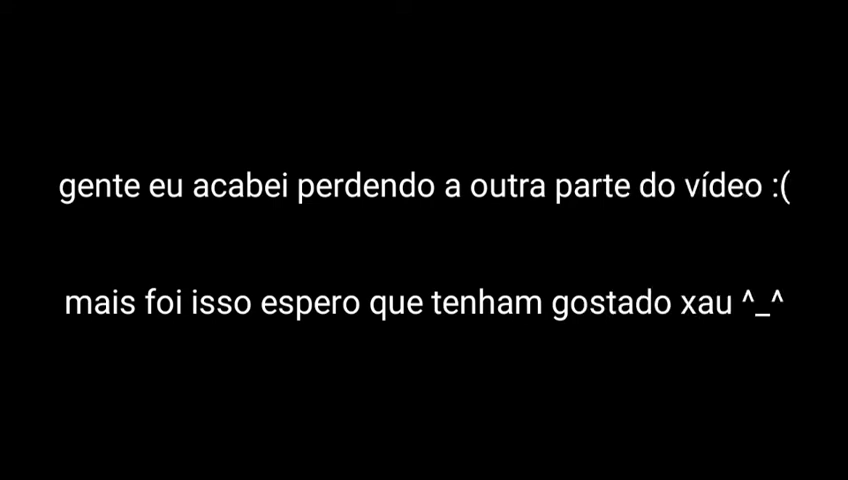 gente eu acabei perdendo a outra parte do vídeo :(
mais foi isso espero que tenham gostado xau ^_^